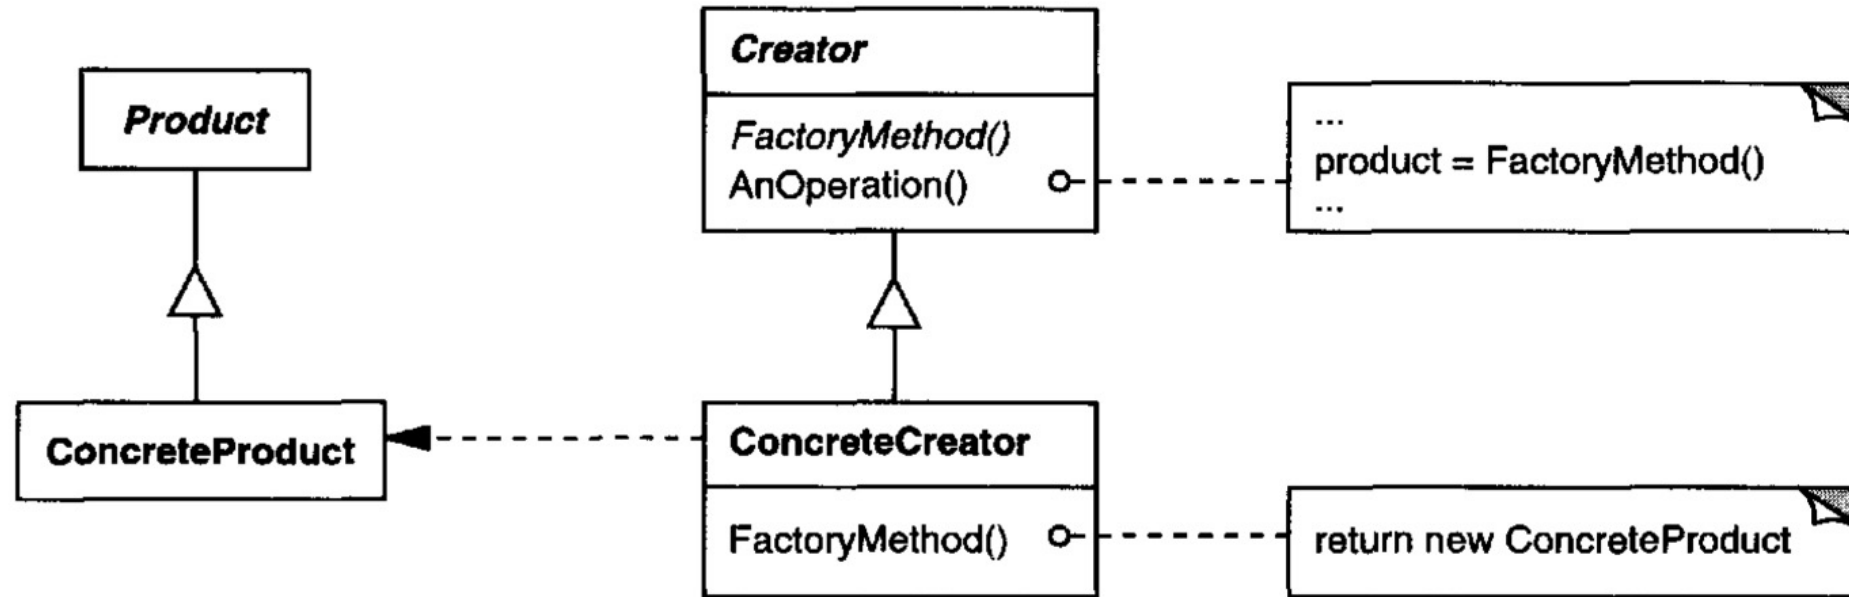 Product
ConcreteProduct
Creator
FactoryMethod()
AnOperation()
...
product = FactoryMethod()
...
ConcreteCreator
FactoryMethod()
return new ConcreteProduct